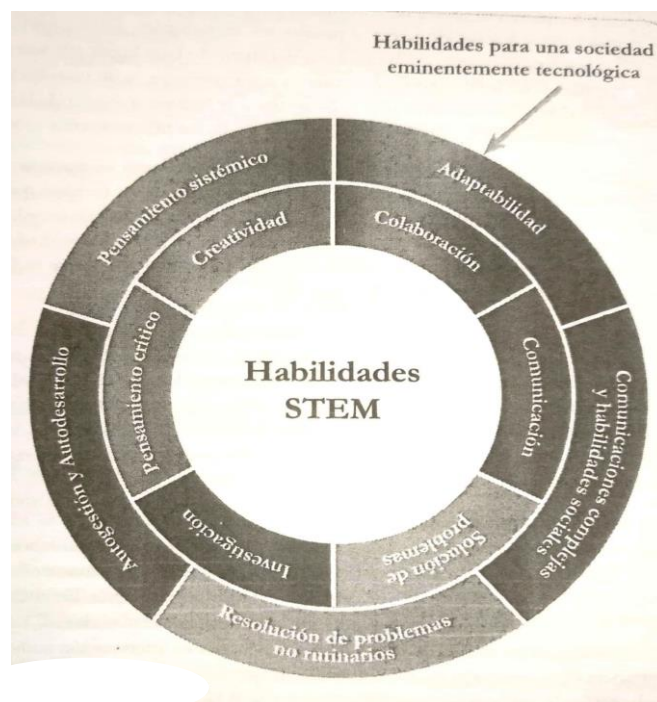 Habilidades para una sociedad
eminentemente tecnológica
Pensamiento sistémico
Adaptabilidad
Creatividad
Colaboración
Pensamiento crítico
Comunicación
Habilidades
STEM
Autogestión y Autodesarrollo
Comunicaciones complejas
y habilidades sociales
Investigación
Solución de
problemas
Resolución de problemas
no rutinarios